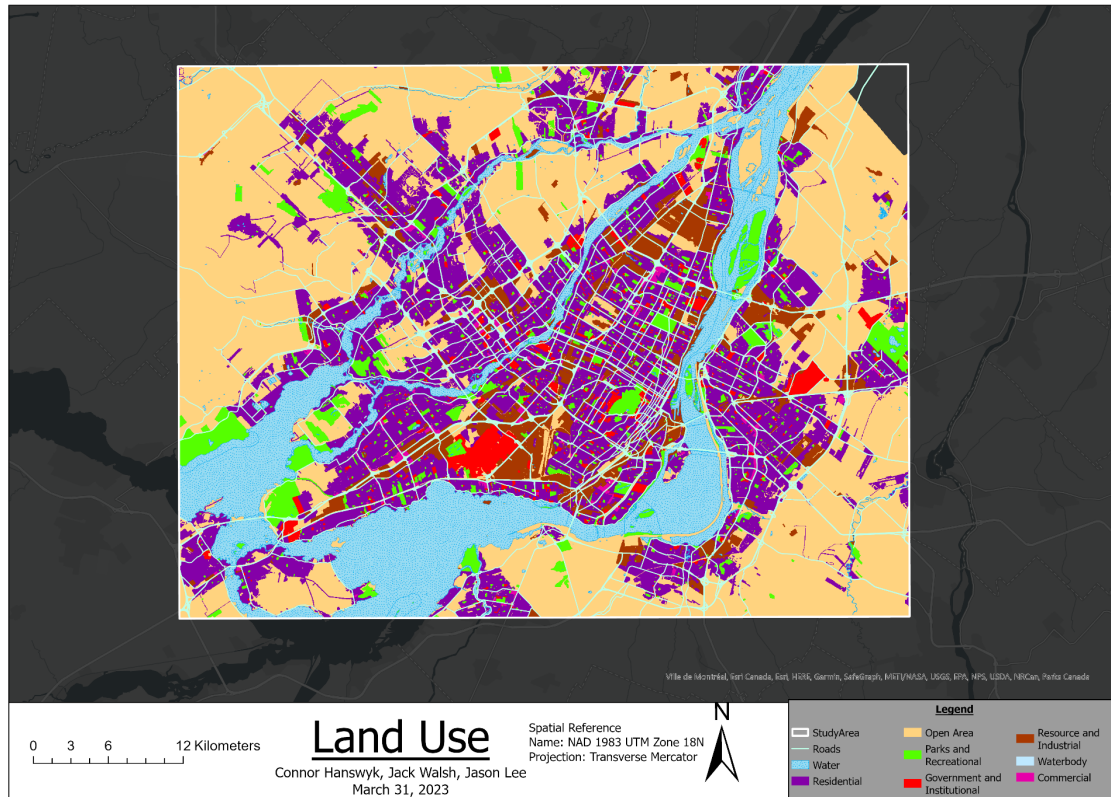 Ville de Montréal, Esri Canada, Esri, HERE, Garmin, SafeGraph, METI/NASA, USGS, EPA, NPS, USDA, NRCan, Parks Canada
0 3 6 12 Kilometers
Land Use
Connor Hanswyk, Jack Walsh, Jason Lee
March 31, 2023
Spatial Reference
Name: NAD 1983 UTM Zone 18N
Projection: Transverse Mercator
N
Legend
StudyArea
Roads
Water
Residential
Open Area
Parks and
Recreational
Government and
Institutional
Resource and
Industrial
Waterbody
Commercial